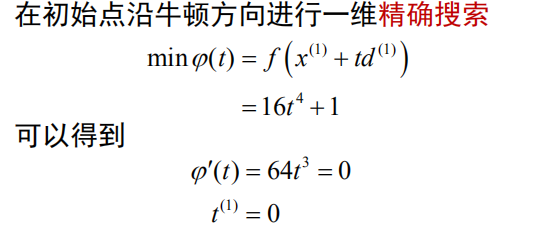 在初始点沿牛顿方向进行一维精确搜索
min φ(t) = f(x⁽¹⁾ + td⁽¹⁾)
= 16t⁴ + 1
可以得到
φ′(t) = 64t³ = 0
t⁽¹⁾ = 0